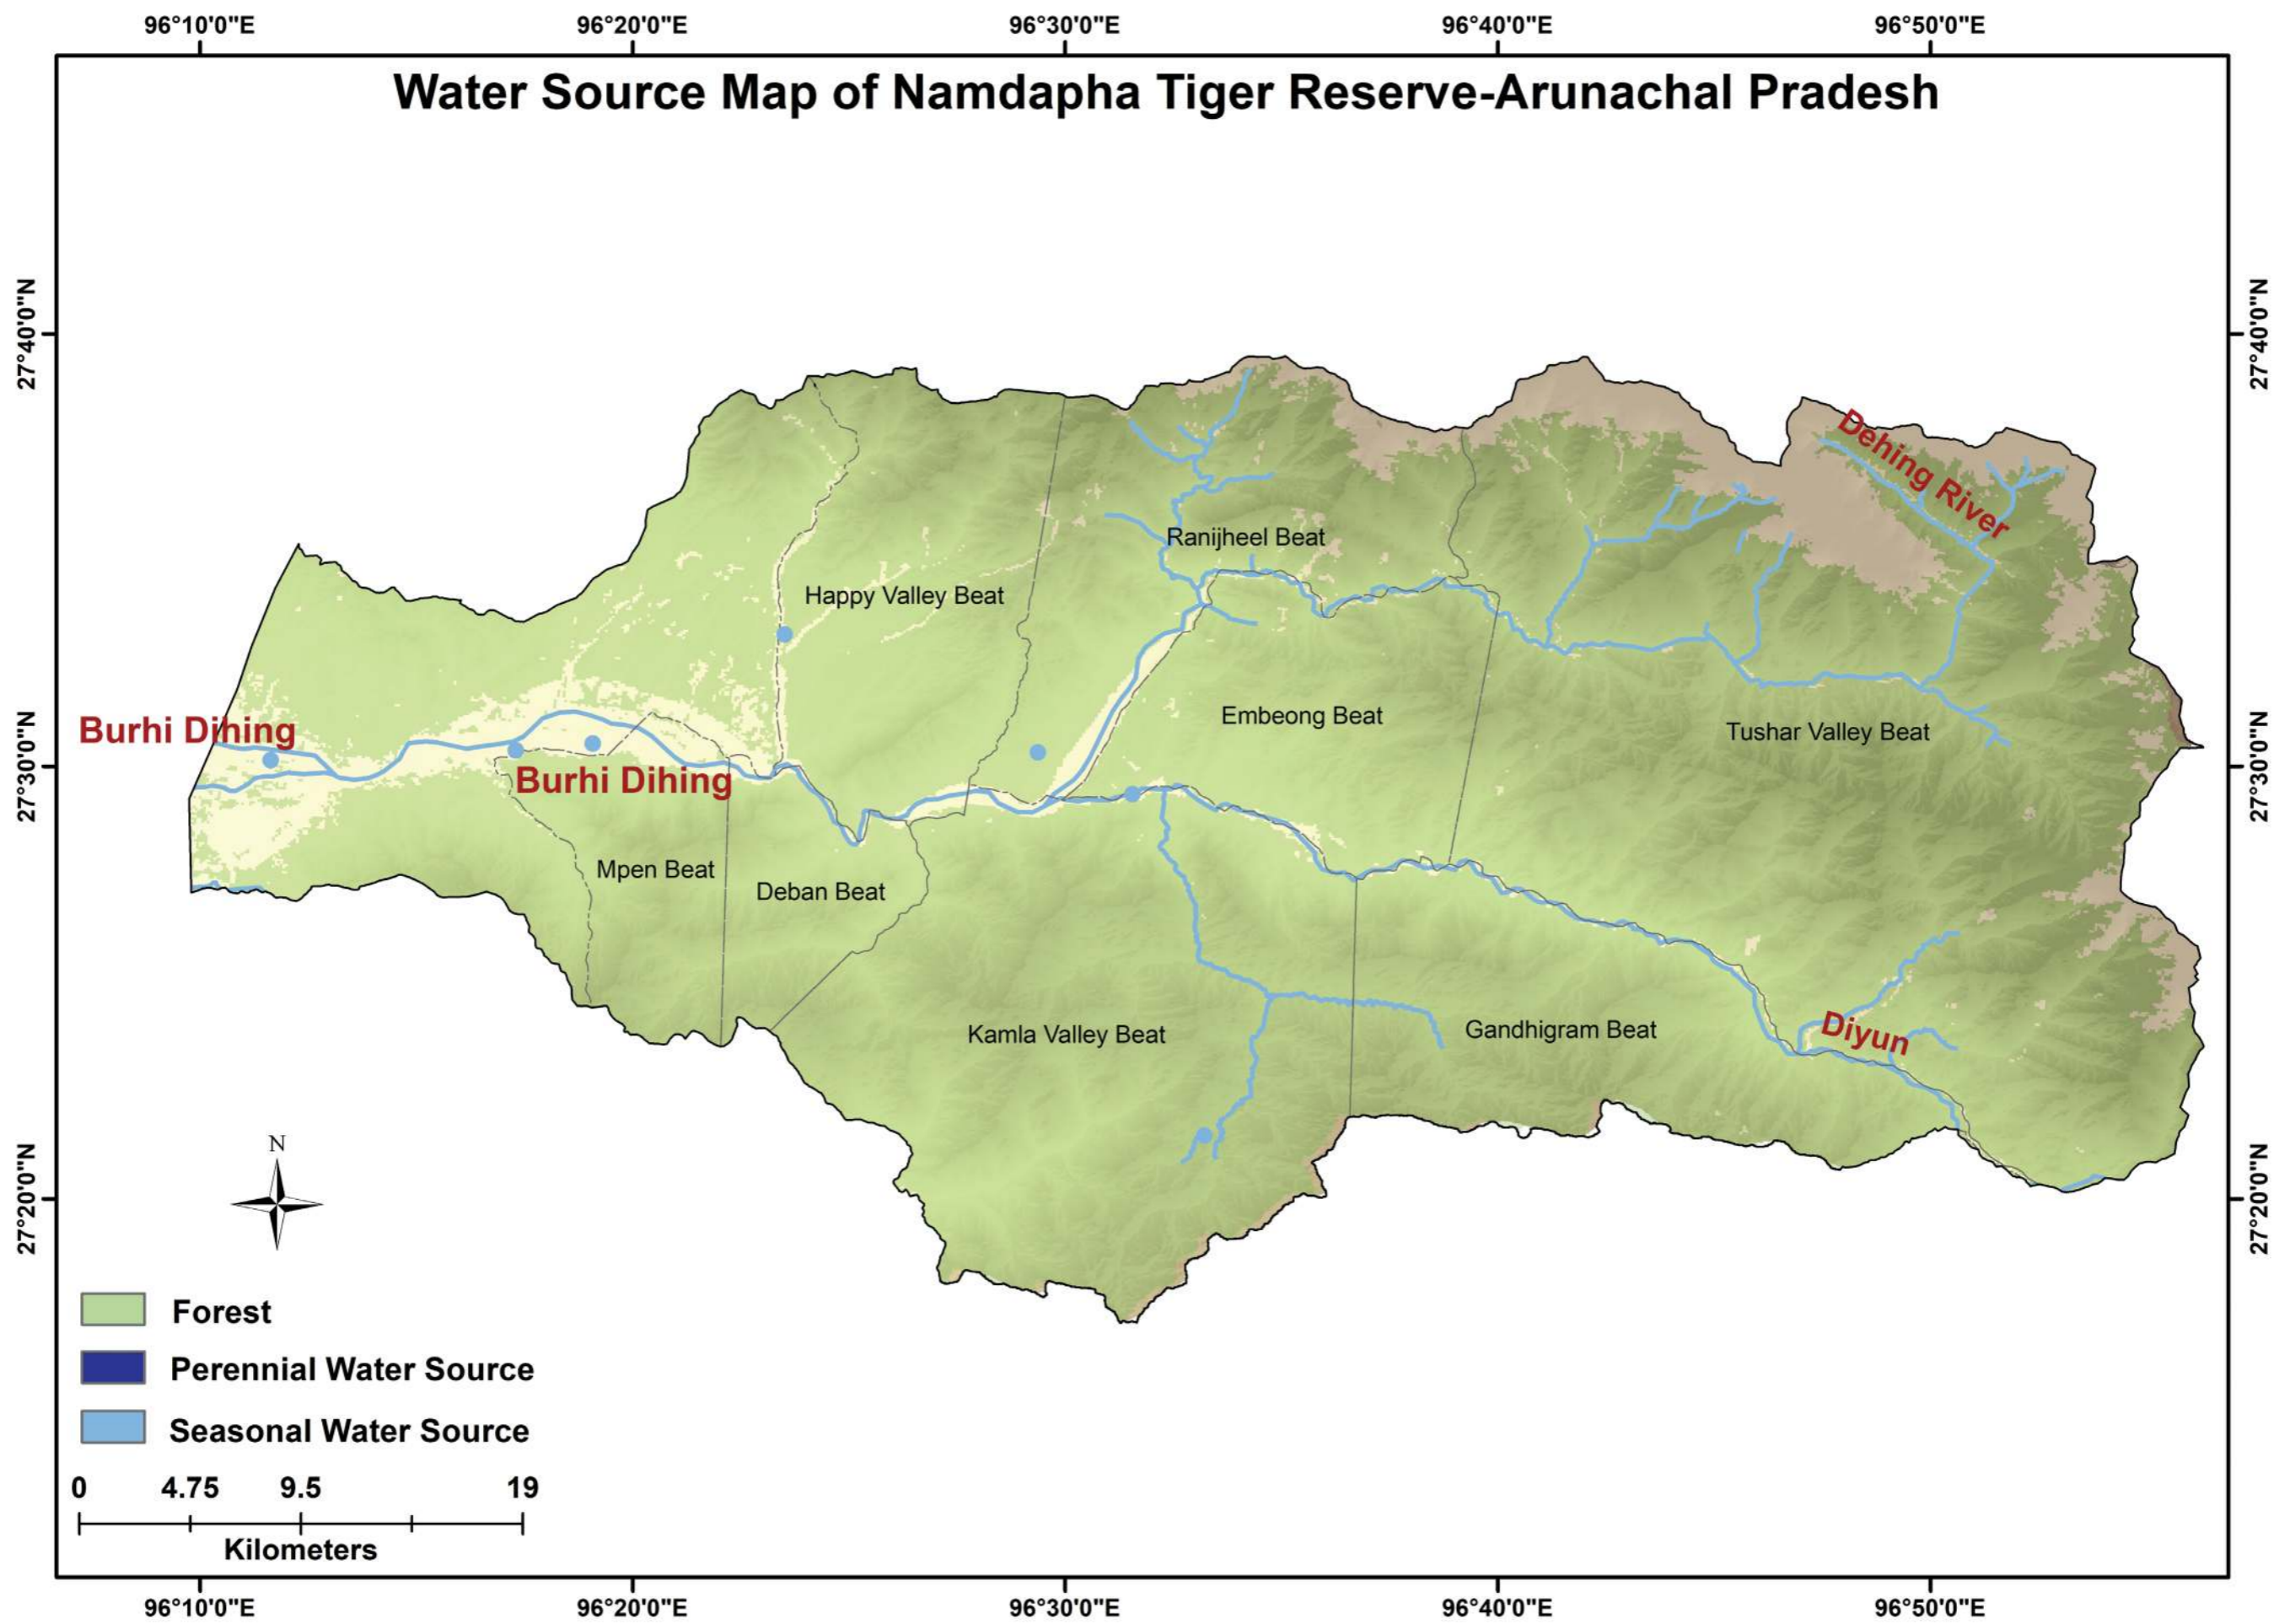 96°10'0"E 96°20'0"E 96°30'0"E 96°40'0"E 96°50'0"E
Water Source Map of Namdapha Tiger Reserve-Arunachal Pradesh
27°40'0"N 27°40'0"N
Dehing River
Ranijheel Beat
Happy Valley Beat
Embeong Beat
Burhi Dihing
Tushar Valley Beat
27°30'0"N 27°30'0"N
Burhi Dihing
Mpen Beat
Deban Beat
Kamla Valley Beat
Gandhigram Beat
Diyun
N
27°20'0"N 27°20'0"N
Forest
Perennial Water Source
Seasonal Water Source
0 4.75 9.5 19
Kilometers
96°10'0"E 96°20'0"E 96°30'0"E 96°40'0"E 96°50'0"E